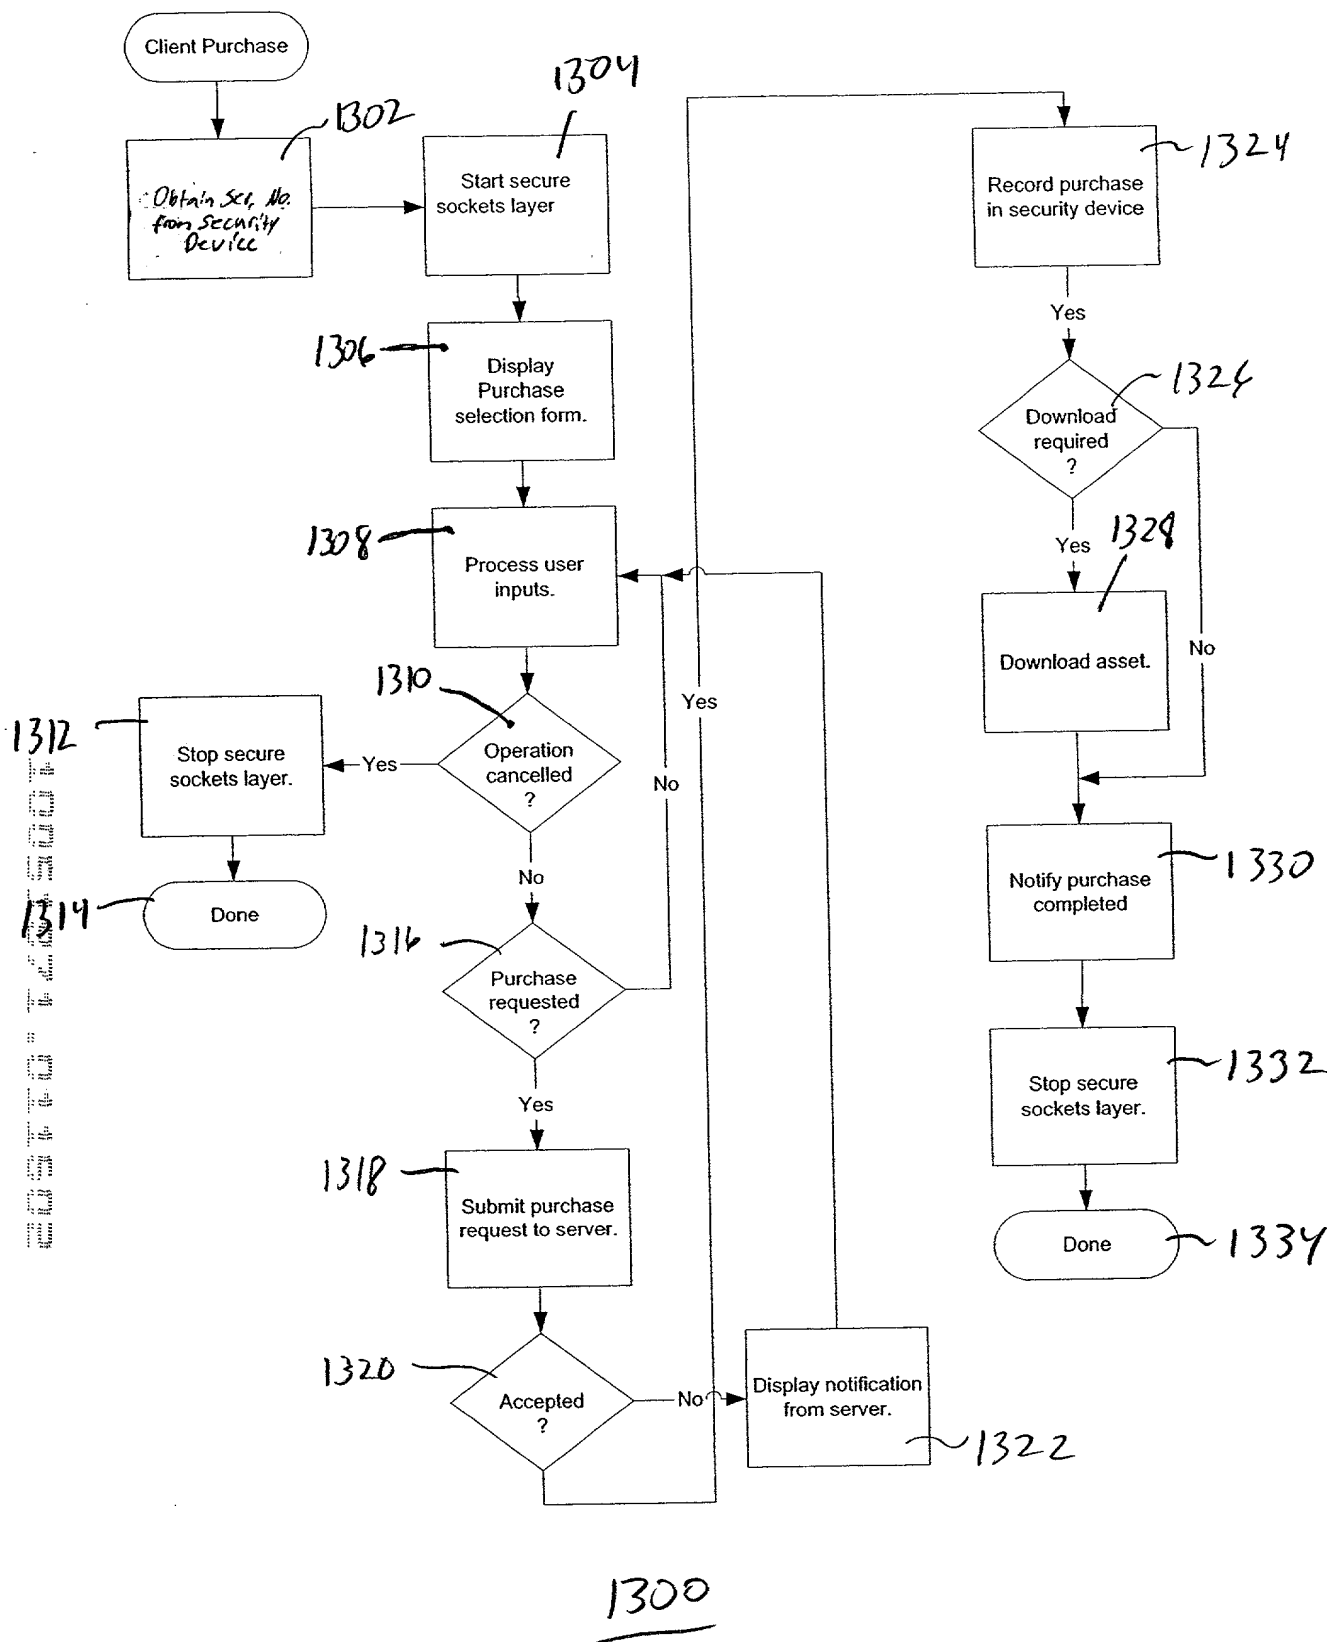 Client Purchase
1302
Obtain Ser. No.
from Security
Device
1304
Start secure
sockets layer
1306
Display
Purchase
selection form.
1308
Process user
inputs.
1310
Operation
cancelled
?
Yes
1312
Stop secure
sockets layer.
1314
Done
No
1316
Purchase
requested
?
No
Yes
1318
Submit purchase
request to server.
1320
Accepted
?
No
Yes
Display notification
from server.
1322
1324
Record purchase
in security device
Yes
1326
Download
required
?
Yes
No
1328
Download asset.
1330
Notify purchase
completed
1332
Stop secure
sockets layer.
Done
1334
1300